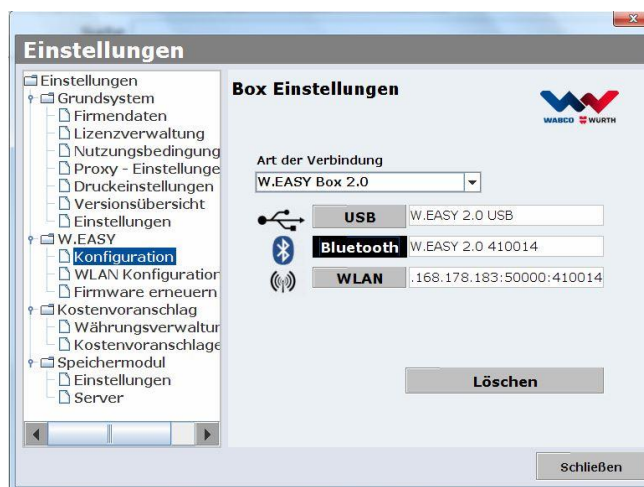 Einstellungen
Einstellungen
Grundsystem
Firmendaten
Lizenzverwaltung
Nutzungsbedingung
Proxy - Einstellunge
Druckeinstellungen
Versionsübersicht
Einstellungen
W.EASY
Konfiguration
WLAN Konfiguration
Firmware erneuern
Kostenvoranschlag
Währungsverwaltur
Kostenvoranschlage
Speichermodul
Einstellungen
Server
Box Einstellungen
WABCO WÜRTH
Art der Verbindung
W.EASY Box 2.0
USB W.EASY 2.0 USB
Bluetooth W.EASY 2.0 410014
WLAN .168.178.183:50000:410014
Löschen
Schließen